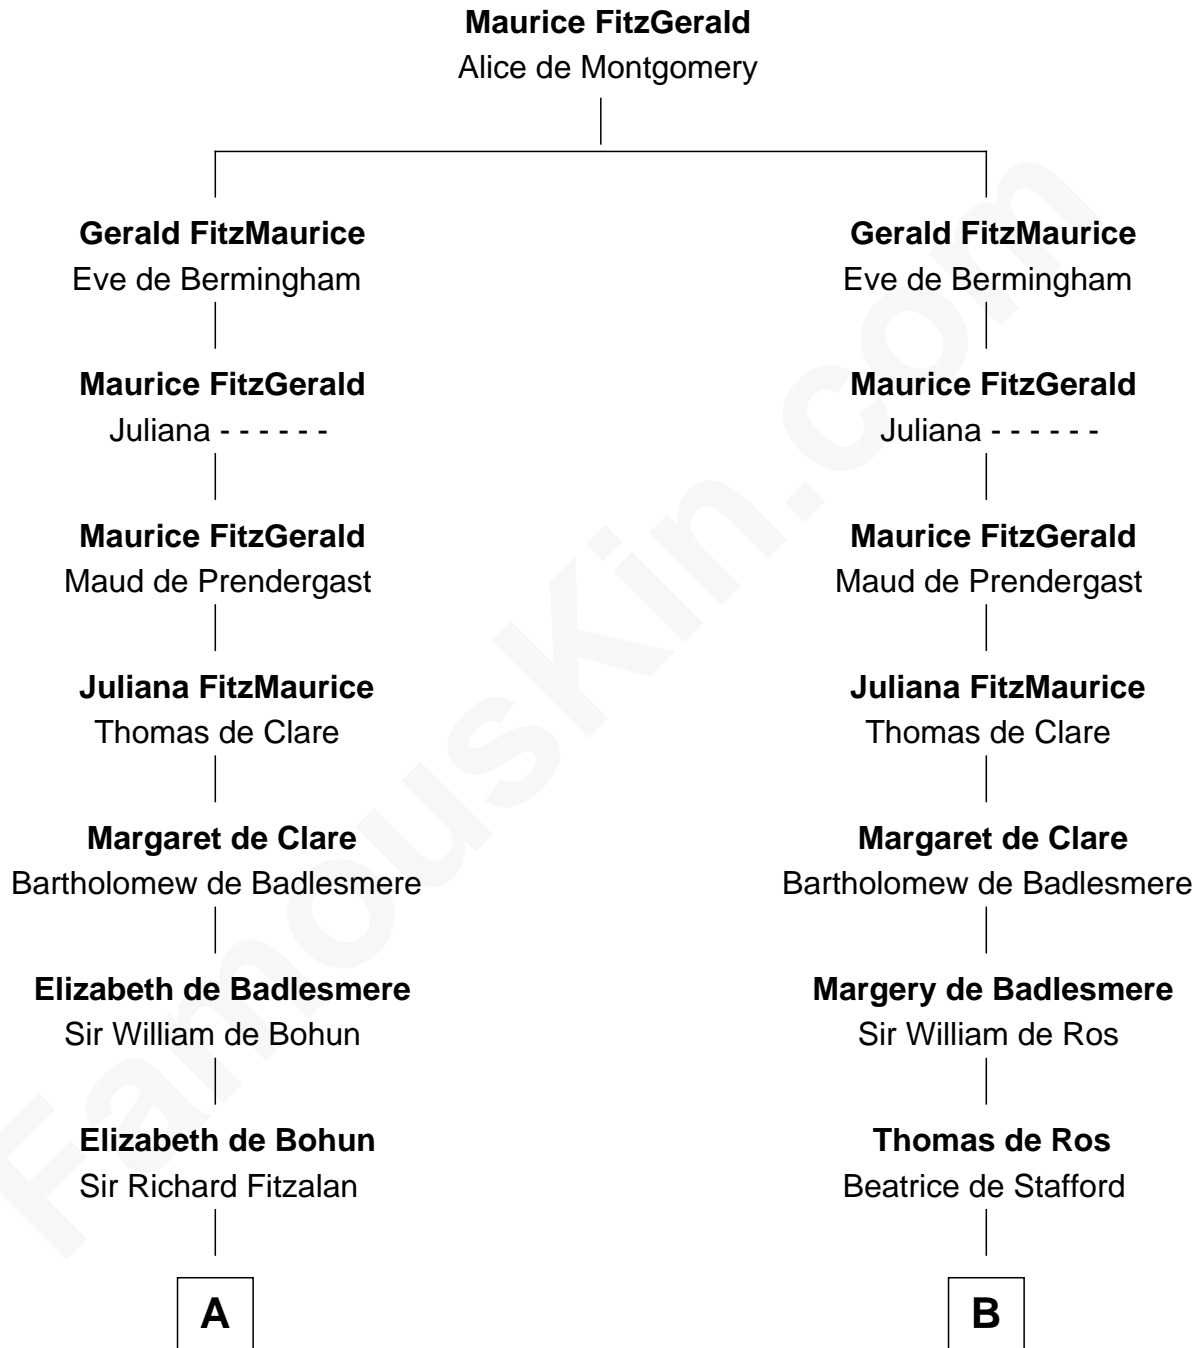 Maurice FitzGerald
Alice de Montgomery
Gerald FitzMaurice
Eve de Bermingham
Maurice FitzGerald
Juliana - - - - - -
Maurice FitzGerald
Maud de Prendergast
Juliana FitzMaurice
Thomas de Clare
Margaret de Clare
Bartholomew de Badlesmere
Elizabeth de Badlesmere
Sir William de Bohun
Elizabeth de Bohun
Sir Richard Fitzalan
A
Gerald FitzMaurice
Eve de Bermingham
Maurice FitzGerald
Juliana - - - - - -
Maurice FitzGerald
Maud de Prendergast
Juliana FitzMaurice
Thomas de Clare
Margaret de Clare
Bartholomew de Badlesmere
Margery de Badlesmere
Sir William de Ros
Thomas de Ros
Beatrice de Stafford
B
FamousKin.com